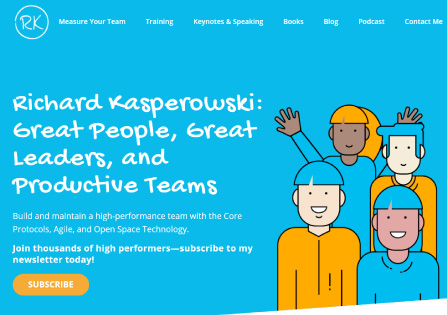 RK
Measure Your Team
Training
Keynotes & Speaking
Books
Blog
Podcast
Contact Me
Richard Kasperowski:
Great People, Great
Leaders, and
Productive Teams
Build and maintain a high-performance team with the Core
Protocols, Agile, and Open Space Technology.
Join thousands of high performers—subscribe to my
newsletter today!
SUBSCRIBE